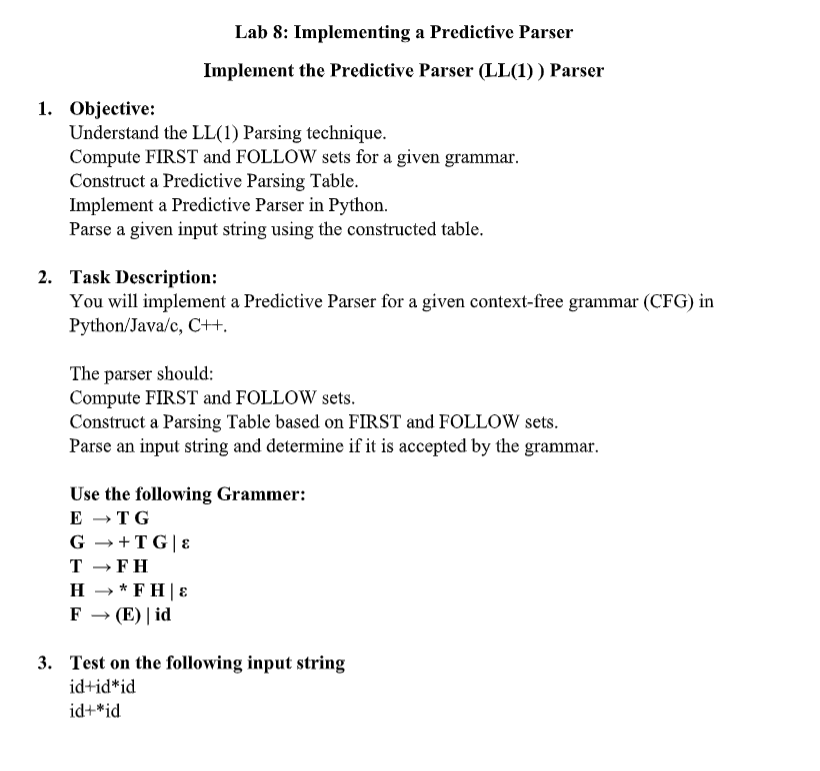 Lab 8: Implementing a Predictive Parser
Implement the Predictive Parser (LL(1) ) Parser
1. Objective:
Understand the LL(1) Parsing technique.
Compute FIRST and FOLLOW sets for a given grammar.
Construct a Predictive Parsing Table.
Implement a Predictive Parser in Python.
Parse a given input string using the constructed table.
2. Task Description:
You will implement a Predictive Parser for a given context-free grammar (CFG) in
Python/Java/c, C++.
The parser should:
Compute FIRST and FOLLOW sets.
Construct a Parsing Table based on FIRST and FOLLOW sets.
Parse an input string and determine if it is accepted by the grammar.
Use the following Grammer:
E → T G
G → + T G | ε
T → F H
H → * F H | ε
F → (E) | id
3. Test on the following input string
id+id*id
id+*id